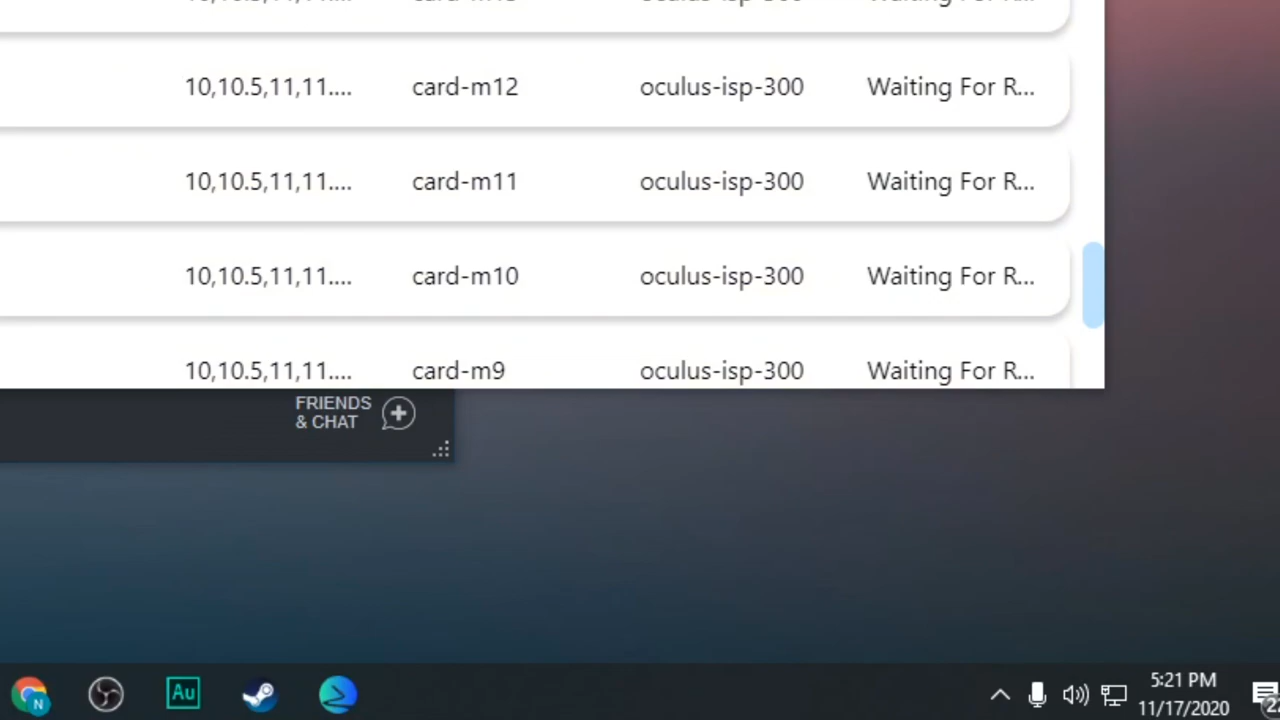 10,10.5,11,11.... card-m12 oculus-isp-300 Waiting For R...
10,10.5,11,11.... card-m11 oculus-isp-300 Waiting For R...
10,10.5,11,11.... card-m10 oculus-isp-300 Waiting For R...
10,10.5,11,11.... card-m9 oculus-isp-300 Waiting For R...
FRIENDS
& CHAT
N
Au
5:21 PM
11/17/2020